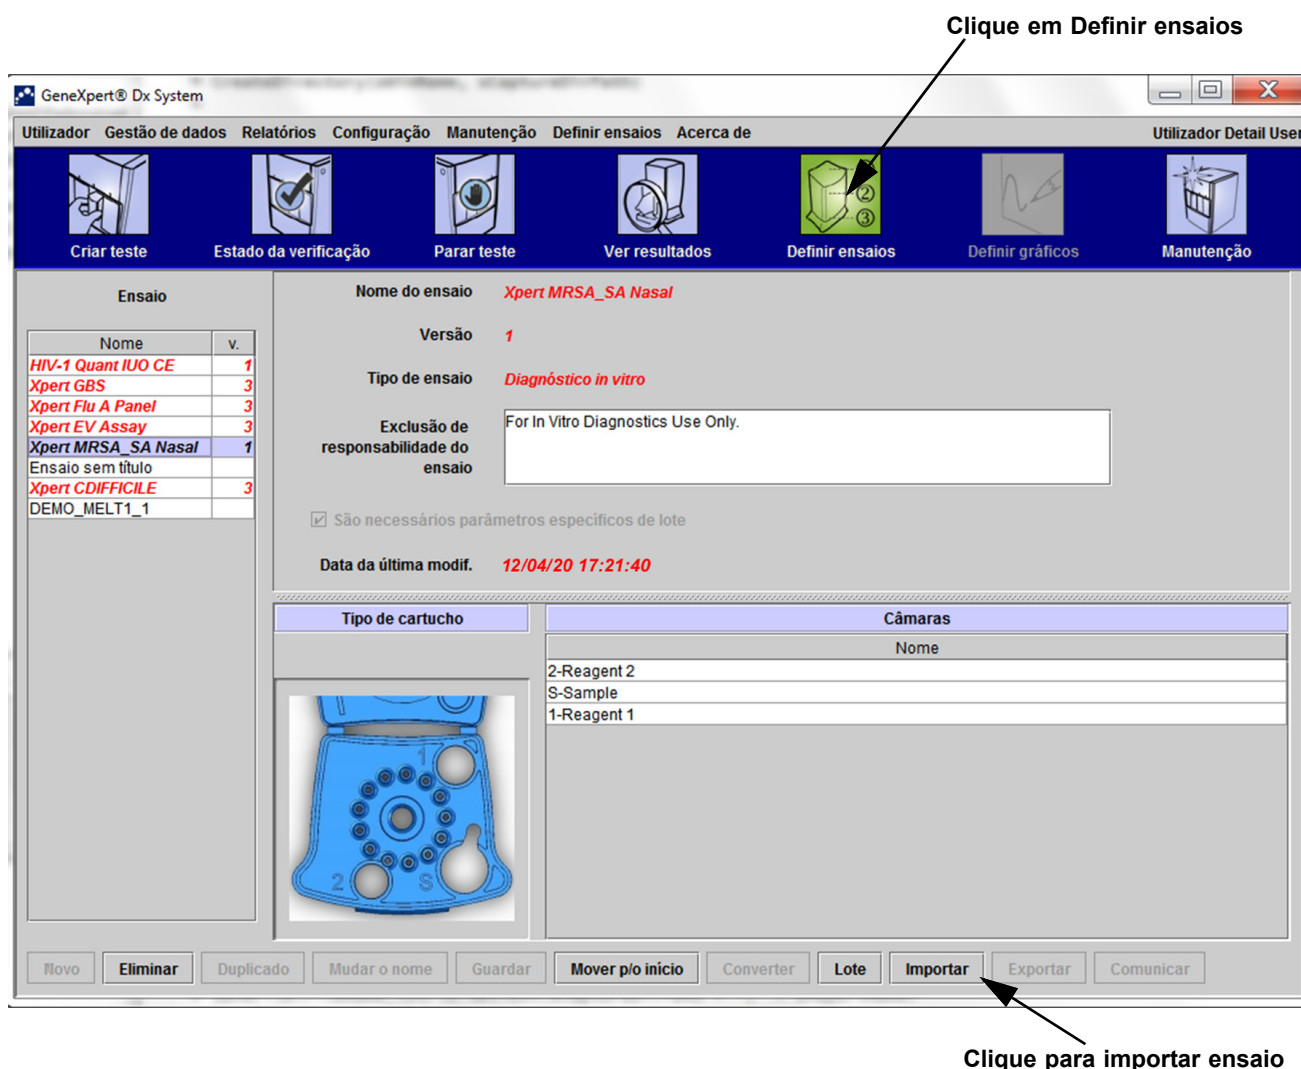 Clique em Definir ensaios
GeneXpert® Dx System
Utilizador Gestão de dados Relatórios Configuração Manutenção Definir ensaios Acerca de Utilizador Detail User
Criar teste Estado da verificação Parar teste Ver resultados Definir ensaios Definir gráficos Manutenção
Ensaio
Nome v.
HIV-1 Quant IUO CE 1
Xpert GBS 3
Xpert Flu A Panel 3
Xpert EV Assay 3
Xpert MRSA_SA Nasal 1
Ensaio sem título
Xpert CDIFFICILE 3
DEMO_MELT1_1
Nome do ensaio Xpert MRSA_SA Nasal
Versão 1
Tipo de ensaio Diagnóstico in vitro
Exclusão de
responsabilidade do
ensaio
For In Vitro Diagnostics Use Only.
São necessários parâmetros específicos de lote
Data da última modif. 12/04/20 17:21:40
Tipo de cartucho
Câmaras
Nome
2-Reagent 2
S-Sample
1-Reagent 1
1
2 S
Novo Eliminar Duplicado Mudar o nome Guardar Mover p/o início Converter Lote Importar Exportar Comunicar
Clique para importar ensaio